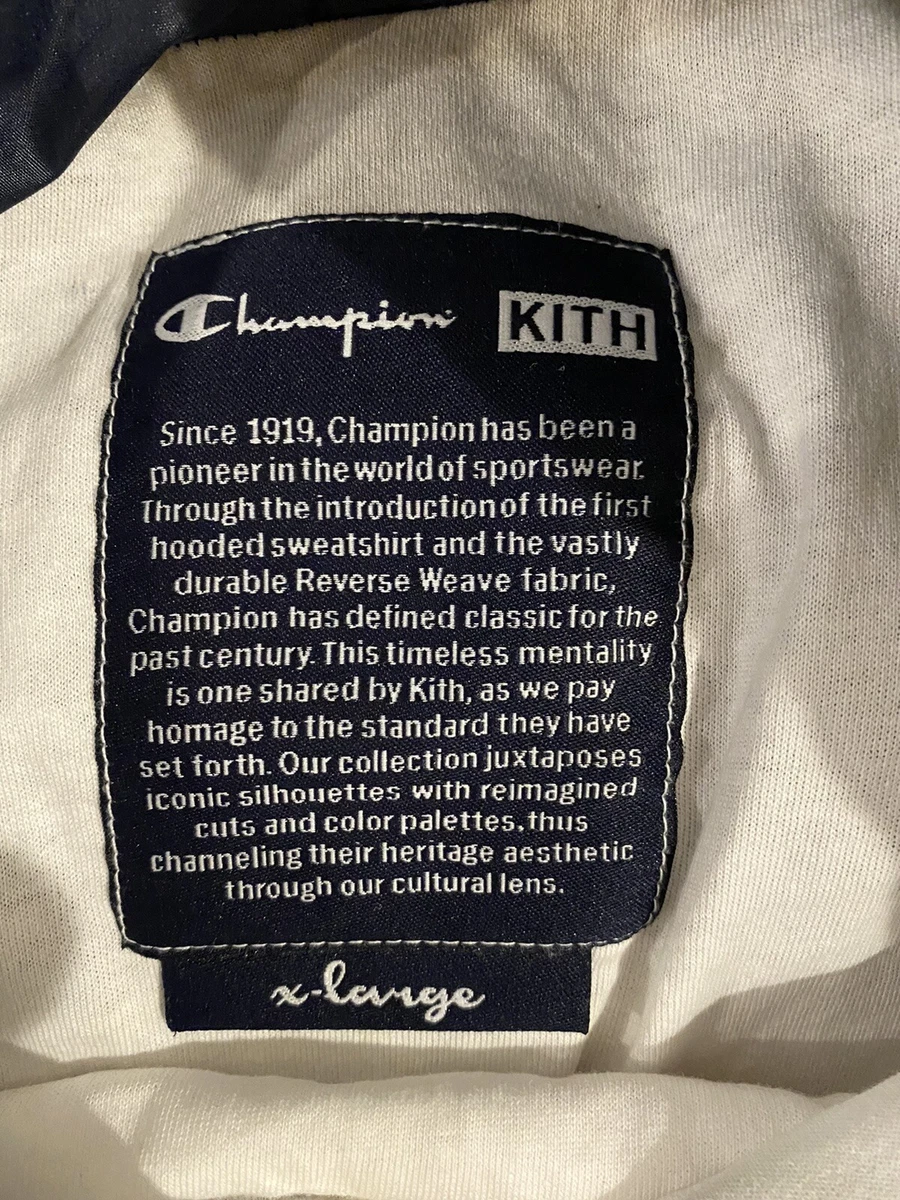 Champion KITH
Since 1919, Champion has been a
pioneer in the world of sportswear.
Through the introduction of the first
hooded sweatshirt and the vastly
durable Reverse Weave fabric,
Champion has defined classic for the
past century. This timeless mentality
is one shared by Kith, as we pay
homage to the standard they have
set forth. Our collection juxtaposes
iconic silhouettes with reimagined
cuts and color palettes, thus
channeling their heritage aesthetic
through our cultural lens.
x-large